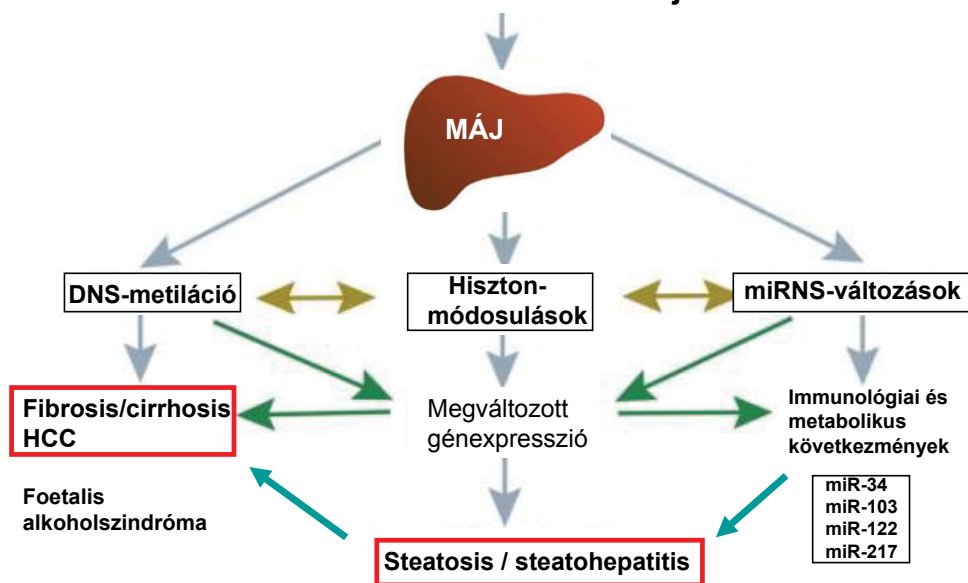 MÁJ
DNS-metiláció
Hiszton-
módosulások
miRNS-változások
Fibrosis/cirrhosis
HCC
Megváltozott
génexpresszió
Immunológiai és
metabolikus
következmények
Foetalis
alkoholszindróma
miR-34
miR-103
miR-122
miR-217
Steatosis / steatohepatitis